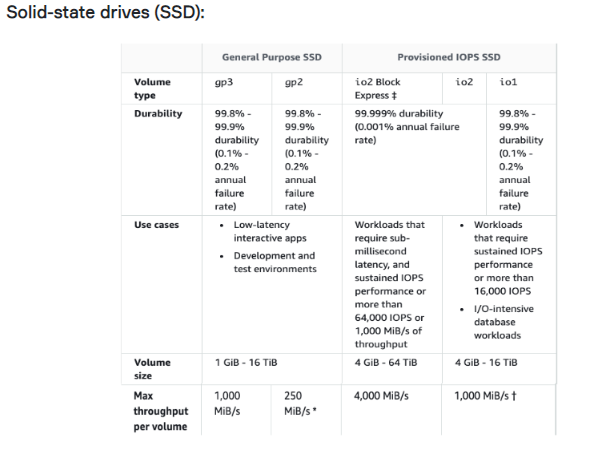 Solid-state drives (SSD):
General Purpose SSD
Provisioned IOPS SSD
Volume
type
gp3
gp2
io2 Block
Express ‡
io2
io1
Durability
99.8% -
99.9%
durability
(0.1% -
0.2%
annual
failure
rate)
99.8% -
99.9%
durability
(0.1% -
0.2%
annual
failure
rate)
99.999% durability
(0.001% annual failure
rate)
99.8% -
99.9%
durability
(0.1% -
0.2%
annual
failure
rate)
Use cases
• Low-latency
interactive apps
• Development and
test environments
Workloads that
require sub-
millisecond
latency, and
sustained IOPS
performance or
more than
64,000 IOPS or
1,000 MiB/s of
throughput
• Workloads
that require
sustained IOPS
performance
or more than
16,000 IOPS
• I/O-intensive
database
workloads
Volume
size
1 GiB - 16 TiB
4 GiB - 64 TiB
4 GiB - 16 TiB
Max
throughput
per volume
1,000
MiB/s
250
MiB/s *
4,000 MiB/s
1,000 MiB/s †